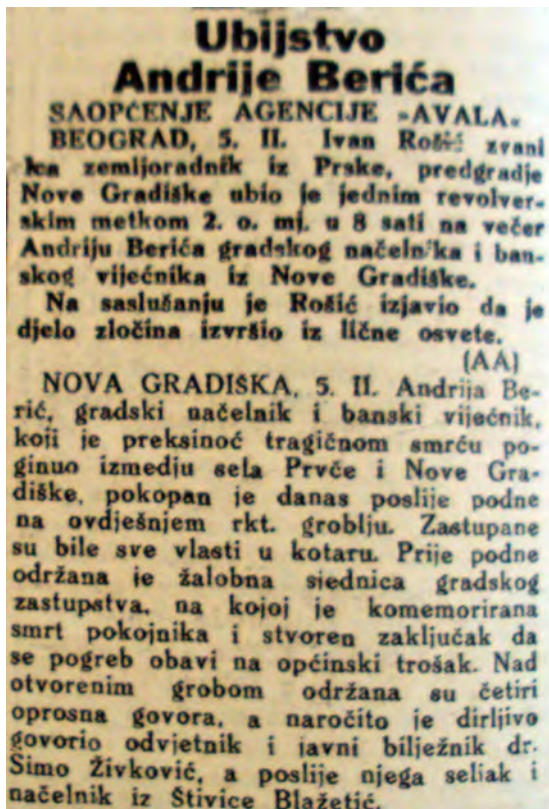 Ubijstvo
Andrije Berića
SAOPĆENJE AGENCIJE »AVALA«
BEOGRAD, 5. II. Ivan Rošić zvani
Ica zemljoradnik iz Prske, predgradje
Nove Gradiške ubio je jednim revolver-
skim metkom 2. o. mj. u 8 sati na večer
Andriju Berića gradskog načelnika i ban-
skog vijećnika iz Nove Gradiške.
Na saslušanju je Rošić izjavio da je
djelo zločina izvršio iz lične osvete.
(AA)
NOVA GRADIŠKA, 5. II. Andrija Be-
rić, gradski načelnik i banski vijećnik,
koji je preksinoć tragičnom smrću po-
ginuo izmedju sela Prvče i Nove Gra-
diške, pokopan je danas poslije podne
na ovdješnjem rkt. groblju. Zastupane
su bile sve vlasti u kotaru. Prije podne
održana je žalobna sjednica gradskog
zastupstva, na kojoj je komemorirana
smrt pokojnika i stvoren zaključak da
se pogreb obavi na općinski trošak. Nad
otvorenim grobom održana su četiri
oprosna govora, a naročito je dirljivo
govorio odvjetnik i javni bilježnik dr.
Simo Živković, a poslije njega seljak i
načelnik iz Štivice Blažetić.